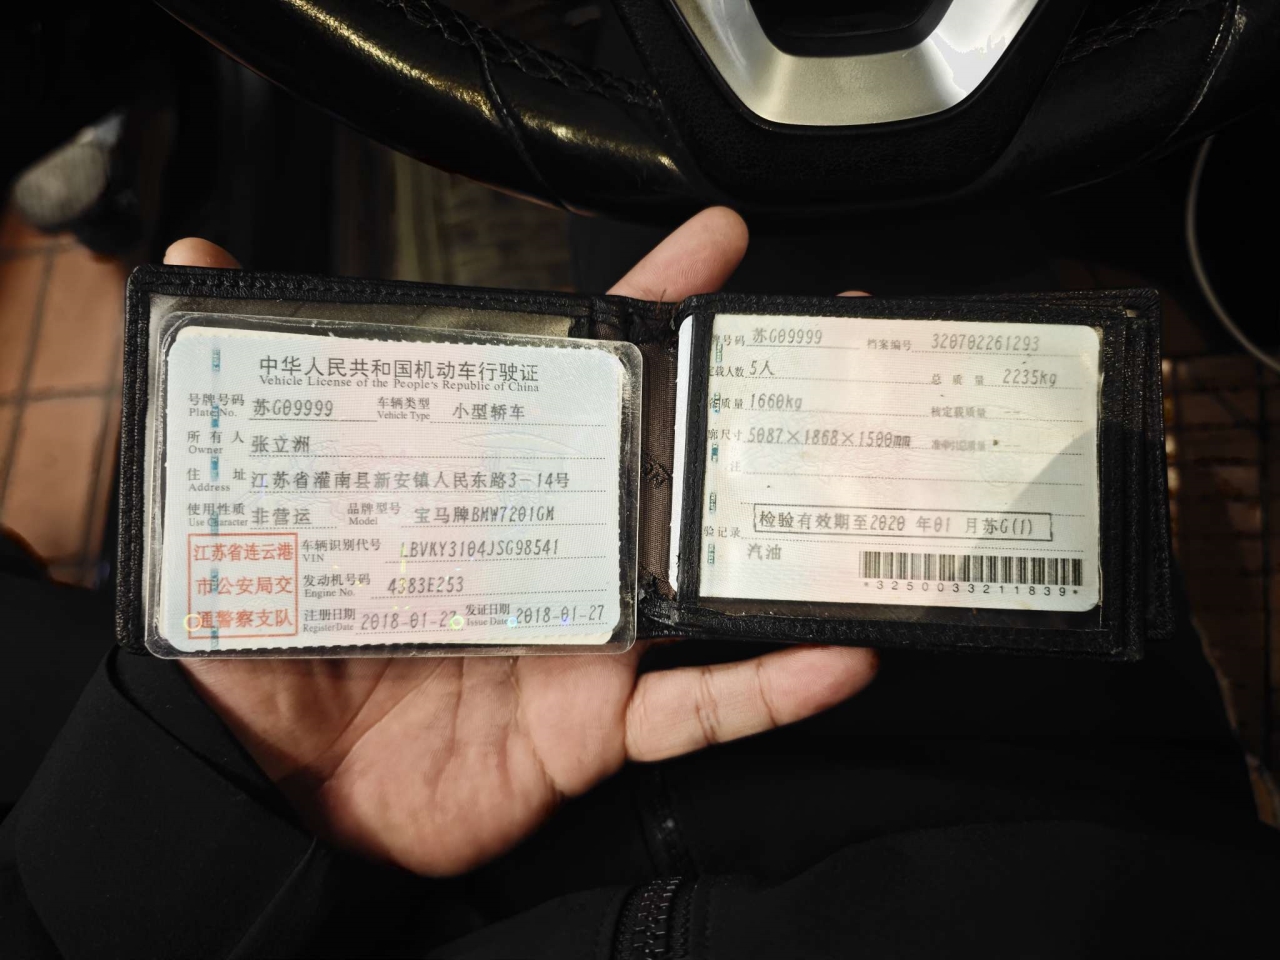 中华人民共和国机动车行驶证
Vehicle License of the People's Republic of China
号牌号码 苏G09999 车辆类型 小型轿车
Plate No. Vehicle Type
所有人 张立洲
Owner
住址 江苏省灌南县新安镇人民东路3-14号
Address
使用性质 非营运 品牌型号 宝马牌BMW7201GM
Use Character Model
江苏省连云港
市公安局交
通警察支队
车辆识别代号 LBVKY3104JSG98541
VIN
发动机号码 4383E253
Engine No.
注册日期 2018-01-27 发证日期 2018-01-27
Register Date Issue Date
号码 苏G09999 档案编号 320702261293
载人数 5人 总质量 2235kg
质量 1660kg 核定载质量 --
廓尺寸 5087×1868×1500mm 准牵引总质量
注
检验有效期至2020年01月苏G(1)
验记录
汽油
*3250033211839*